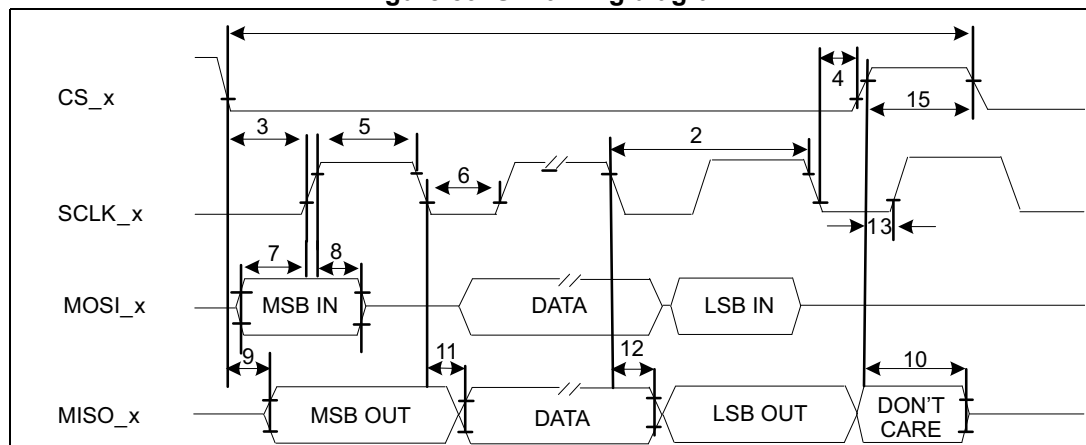 4
CS_x
15
3
5
2
6
SCLK_x
13
7
8
MOSI_x
MSB IN
DATA
LSB IN
9
11
12
10
MISO_x
MSB OUT
DATA
LSB OUT
DON'T
CARE